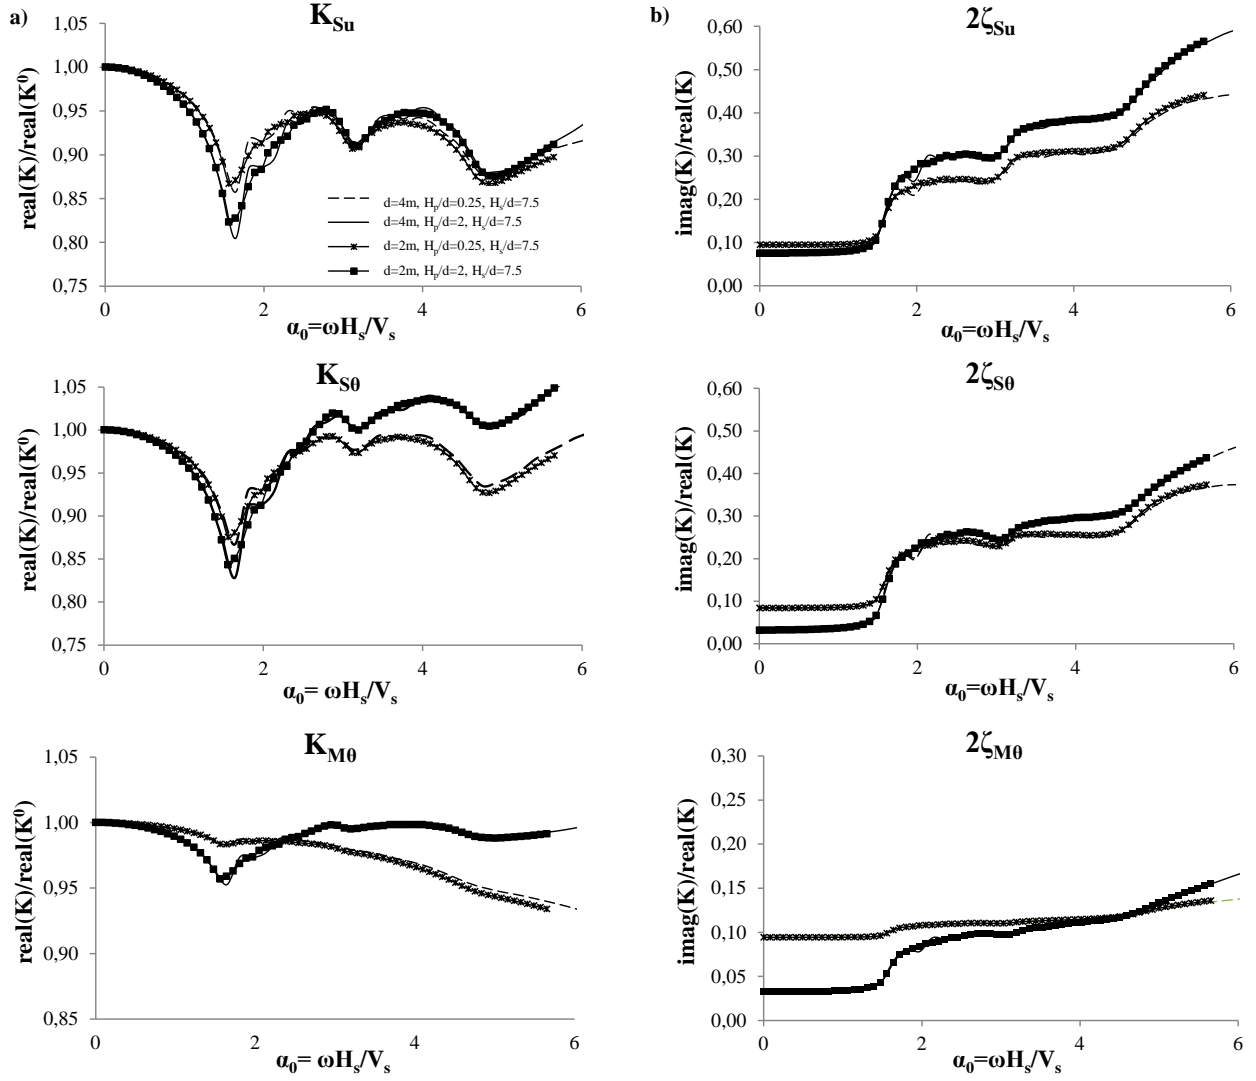 a)
K_Su
real(K)/real(K⁰)
1,05
1,00
0,95
0,90
0,85
0,80
0,75
0 2 4 6
α₀=ωH_s/V_s
d=4m, H_p/d=0.25, H_s/d=7.5
d=4m, H_p/d=2, H_s/d=7.5
d=2m, H_p/d=0.25, H_s/d=7.5
d=2m, H_p/d=2, H_s/d=7.5
b)
2ζ_Su
imag(K)/real(K)
0,60
0,50
0,40
0,30
0,20
0,10
0,00
0 2 4 6
α₀=ωH_s/V_s
K_Sθ
real(K)/real(K⁰)
1,05
1,00
0,95
0,90
0,85
0,80
0,75
0 2 4 6
α₀= ωH_s/V_s
2ζ_Sθ
imag(K)/real(K)
0,60
0,50
0,40
0,30
0,20
0,10
0,00
0 2 4 6
α₀=ωH_s/V_s
K_Mθ
real(K)/real(K⁰)
1,05
1,00
0,95
0,90
0,85
0 2 4 6
α₀= ωH_s/V_s
2ζ_Mθ
imag(K)/real(K)
0,30
0,25
0,20
0,15
0,10
0,05
0,00
0 2 4 6
α₀=ωH_s/V_s